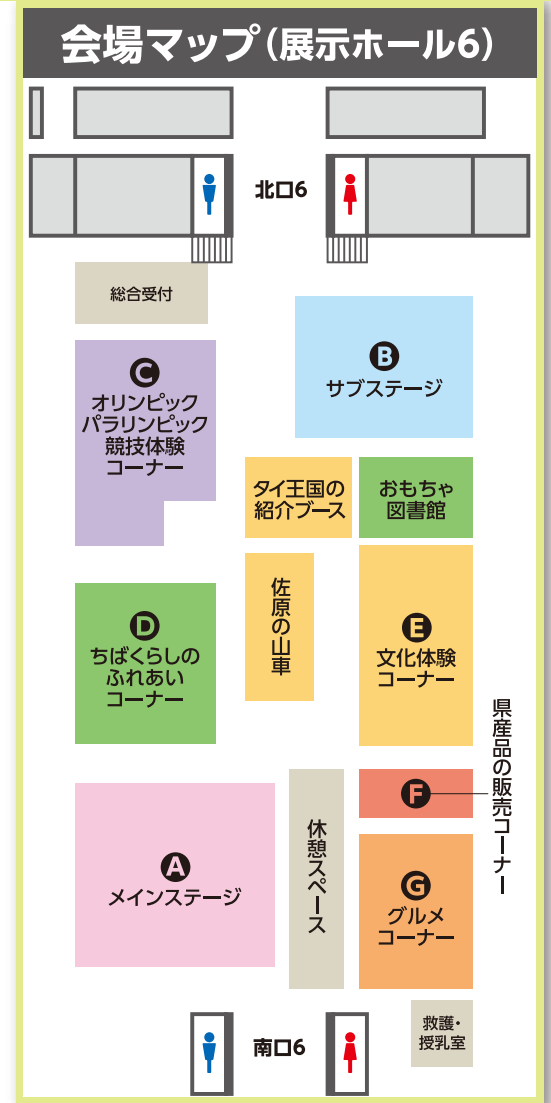 会場マップ（展示ホール6）
北口6
総合受付
B
サブステージ
C
オリンピック
パラリンピック
競技体験
コーナー
タイ王国の
紹介ブース
おもちゃ
図書館
佐原の山車
D
ちばくらしの
ふれあい
コーナー
E
文化体験
コーナー
県産品の販売コーナー
F
A
メインステージ
休憩スペース
G
グルメ
コーナー
南口6
救護・
授乳室